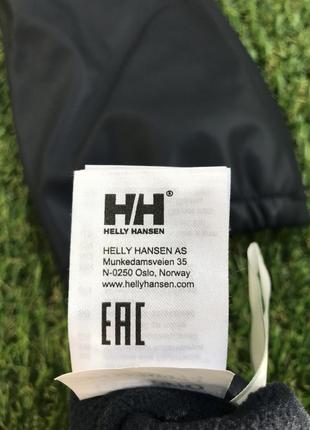 HH®
HELLY HANSEN
HELLY HANSEN AS
Munkedamsveien 35
N-0250 Oslo, Norway
www.hellyhansen.com
EAC